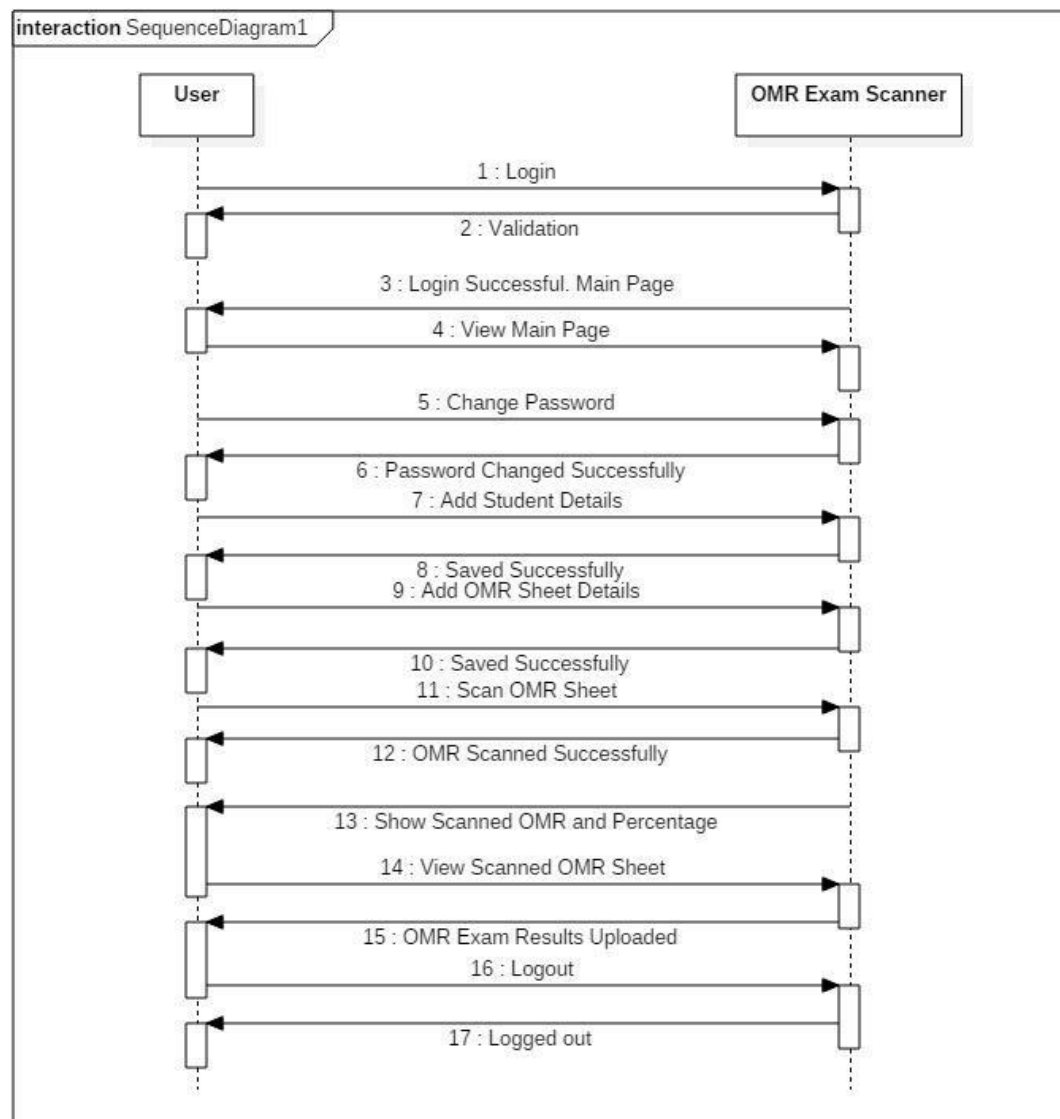 interaction SequenceDiagram1
User
OMR Exam Scanner
1 : Login
2 : Validation
3 : Login Successful. Main Page
4 : View Main Page
5 : Change Password
6 : Password Changed Successfully
7 : Add Student Details
8 : Saved Successfully
9 : Add OMR Sheet Details
10 : Saved Successfully
11 : Scan OMR Sheet
12 : OMR Scanned Successfully
13 : Show Scanned OMR and Percentage
14 : View Scanned OMR Sheet
15 : OMR Exam Results Uploaded
16 : Logout
17 : Logged out